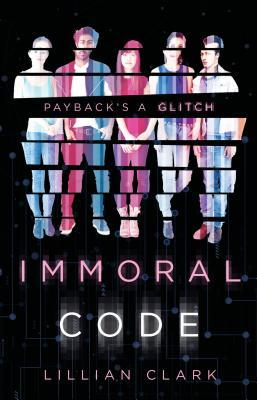 PAYBACK'S A GLITCH
IMMORAL
CODE
LILLIAN CLARK